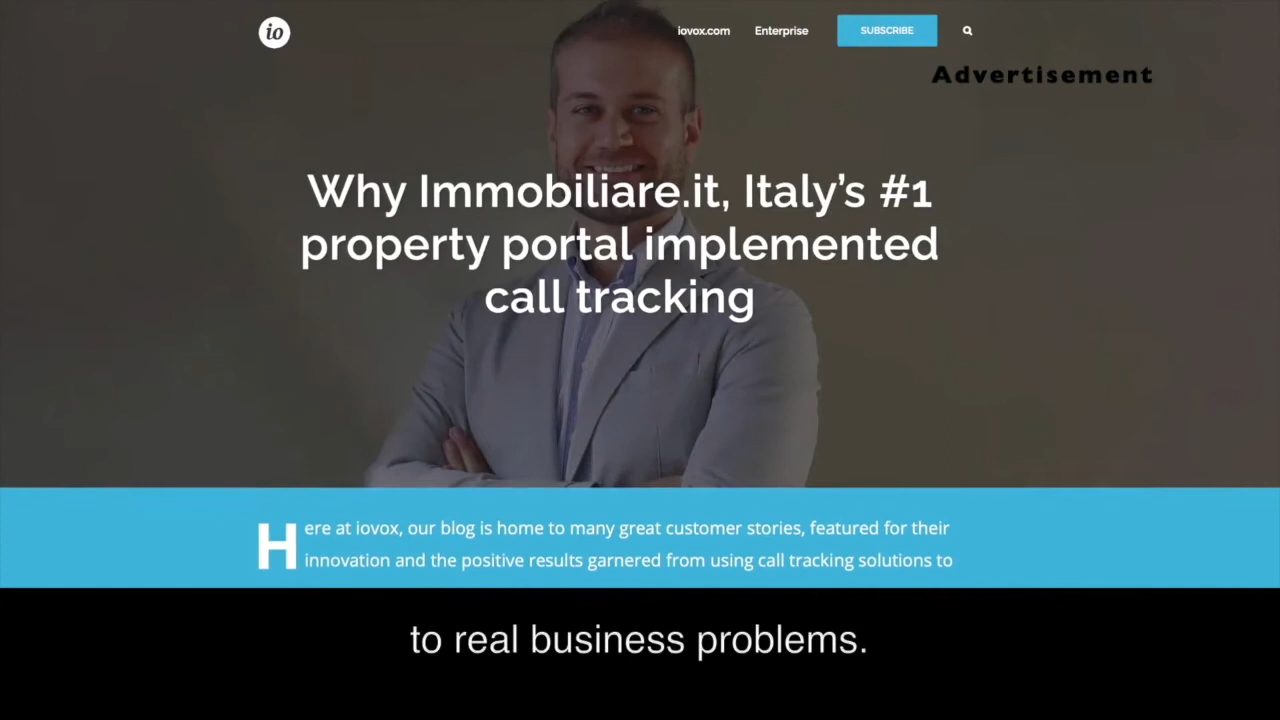 io
iovox.com
Enterprise
SUBSCRIBE
Advertisement
Why Immobiliare.it, Italy’s #1
property portal implemented
call tracking
Here at iovox, our blog is home to many great customer stories, featured for their
innovation and the positive results garnered from using call tracking solutions to
to real business problems.